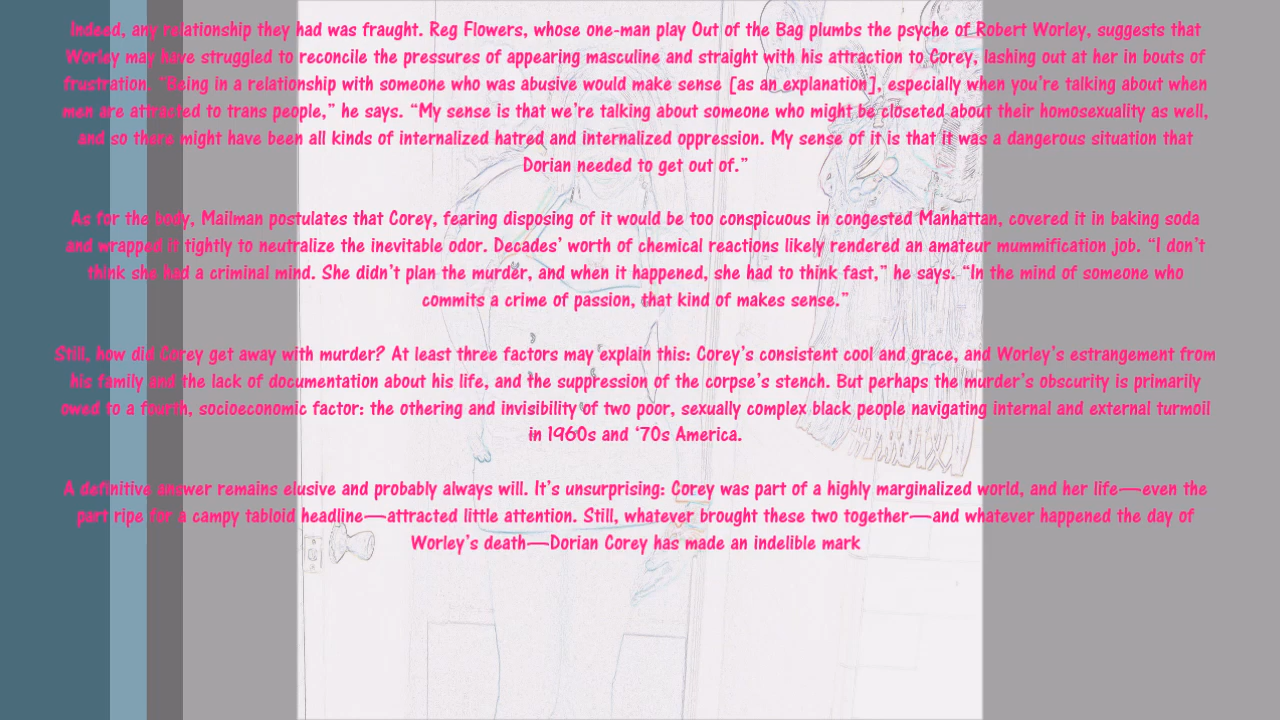 Indeed, any relationship they had was fraught. Reg Flowers, whose one-man play Out of the Bag plumbs the psyche of Robert Worley, suggests that
Worley may have struggled to reconcile the pressures of appearing masculine and straight with his attraction to Corey, lashing out at her in bouts of
frustration. “Being in a relationship with someone who was abusive would make sense [as an explanation], especially when you’re talking about when
men are attracted to trans people,” he says. “My sense is that we’re talking about someone who might be closeted about their homosexuality as well,
and so there might have been all kinds of internalized hatred and internalized oppression. My sense of it is that it was a dangerous situation that
Dorian needed to get out of.”
As for the body, Mailman postulates that Corey, fearing disposing of it would be too conspicuous in congested Manhattan, covered it in baking soda
and wrapped it tightly to neutralize the inevitable odor. Decades’ worth of chemical reactions likely rendered an amateur mummification job. “I don’t
think she had a criminal mind. She didn’t plan the murder, and when it happened, she had to think fast,” he says. “In the mind of someone who
commits a crime of passion, that kind of makes sense.”
Still, how did Corey get away with murder? At least three factors may explain this: Corey’s consistent cool and grace, and Worley’s estrangement from
his family and the lack of documentation about his life, and the suppression of the corpse’s stench. But perhaps the murder’s obscurity is primarily
owed to a fourth, socioeconomic factor: the othering and invisibility of two poor, sexually complex black people navigating internal and external turmoil
in 1960s and ‘70s America.
A definitive answer remains elusive and probably always will. It’s unsurprising: Corey was part of a highly marginalized world, and her life—even the
part ripe for a campy tabloid headline—attracted little attention. Still, whatever brought these two together—and whatever happened the day of
Worley’s death—Dorian Corey has made an indelible mark